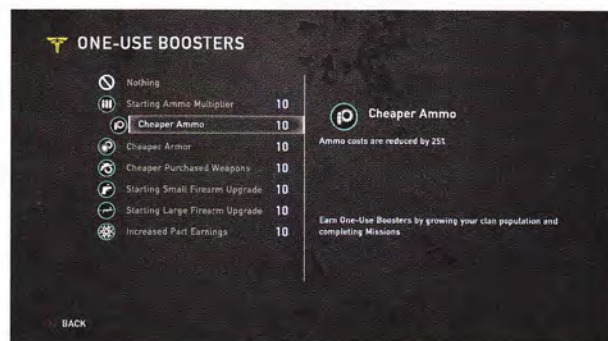 ONE-USE BOOSTERS
Nothing
Starting Ammo Multiplier 10
Cheaper Ammo 10
Cheaper Armor 10
Cheaper Purchased Weapons 10
Starting Small Firearm Upgrade 10
Starting Large Firearm Upgrade 10
Increased Part Earnings 10
Cheaper Ammo
Ammo costs are reduced by 25%
Earn One-Use Boosters by growing your clan population and
completing Missions
BACK